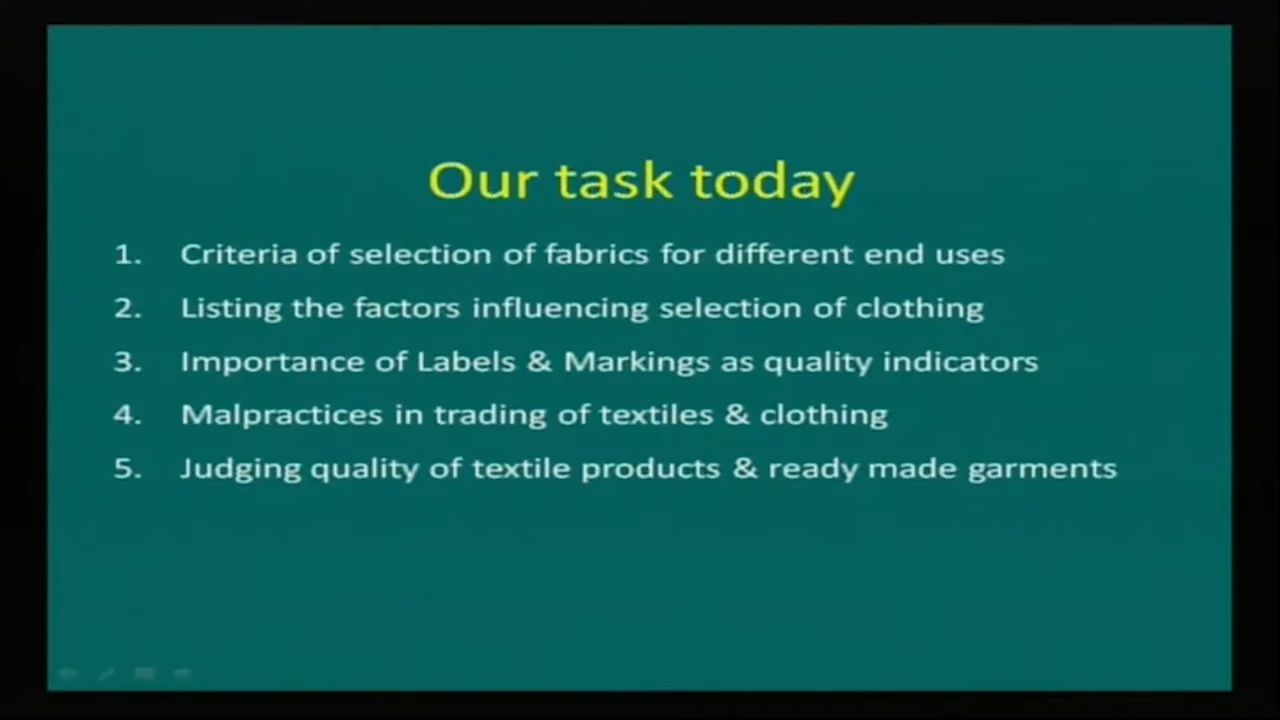 Our task today
1. Criteria of selection of fabrics for different end uses
2. Listing the factors influencing selection of clothing
3. Importance of Labels & Markings as quality indicators
4. Malpractices in trading of textiles & clothing
5. Judging quality of textile products & ready made garments